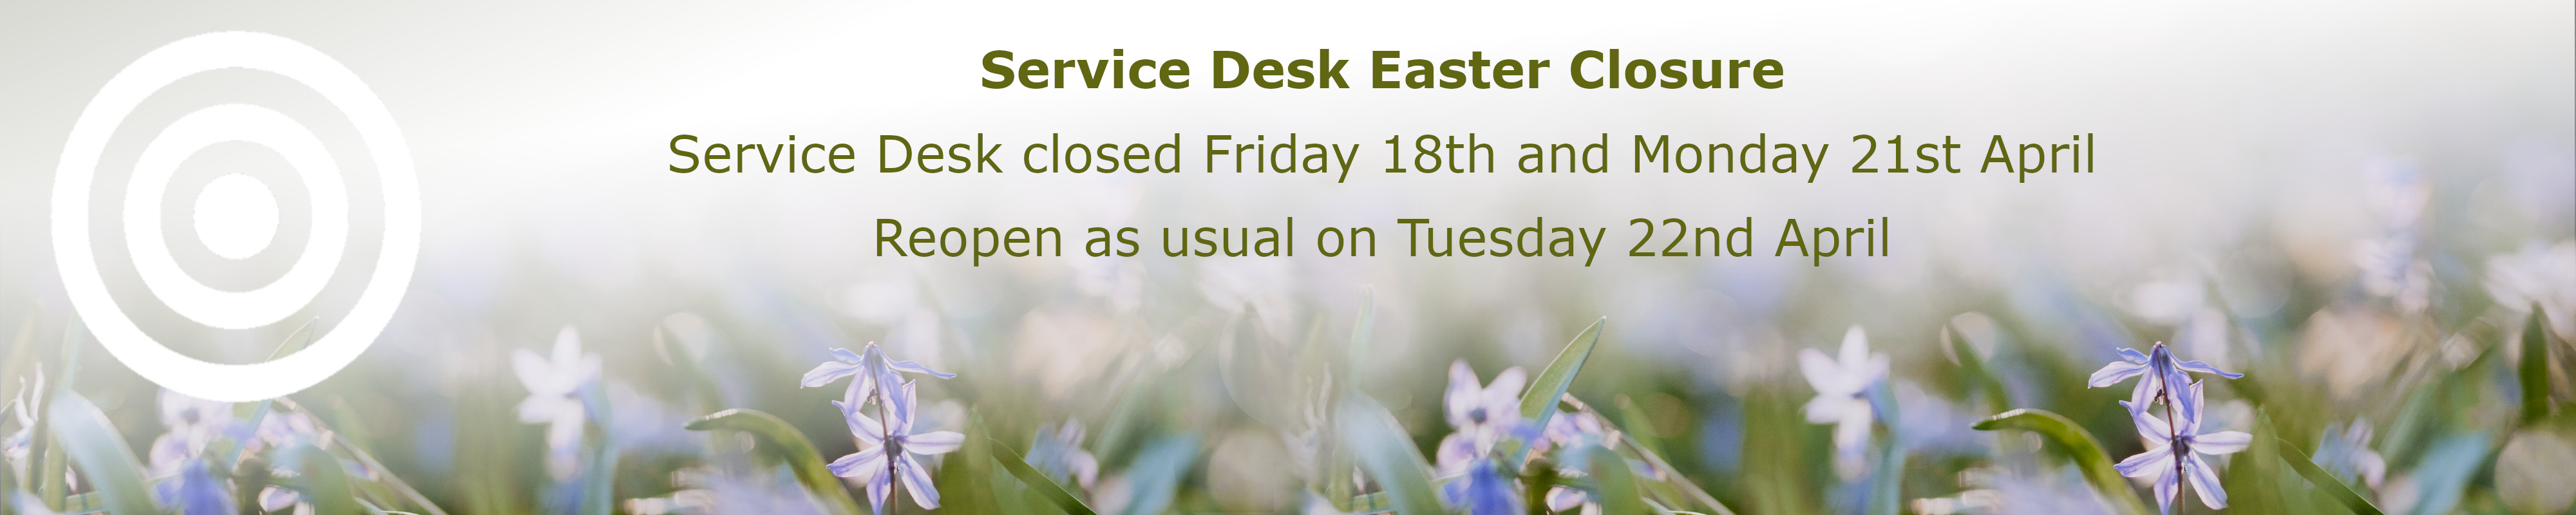 Service Desk Easter Closure
Service Desk closed Friday 18th and Monday 21st April
Reopen as usual on Tuesday 22nd April